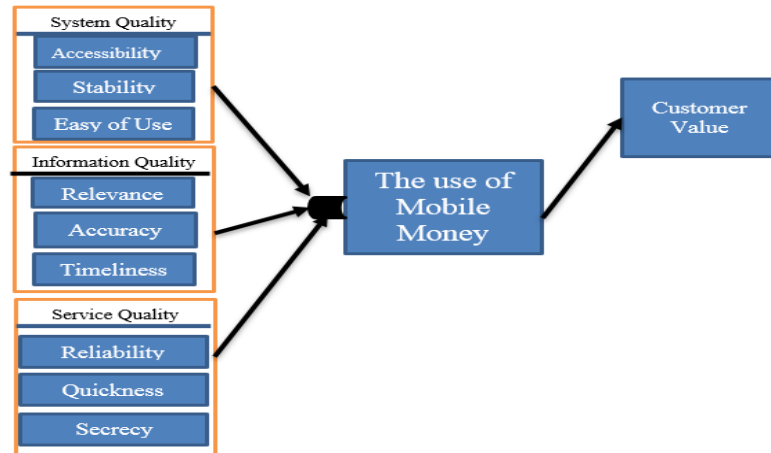 System Quality
Accessibility
Stability
Easy of Use
Information Quality
Relevance
Accuracy
Timeliness
Service Quality
Reliability
Quickness
Secrecy
The use of
Mobile
Money
Customer
Value